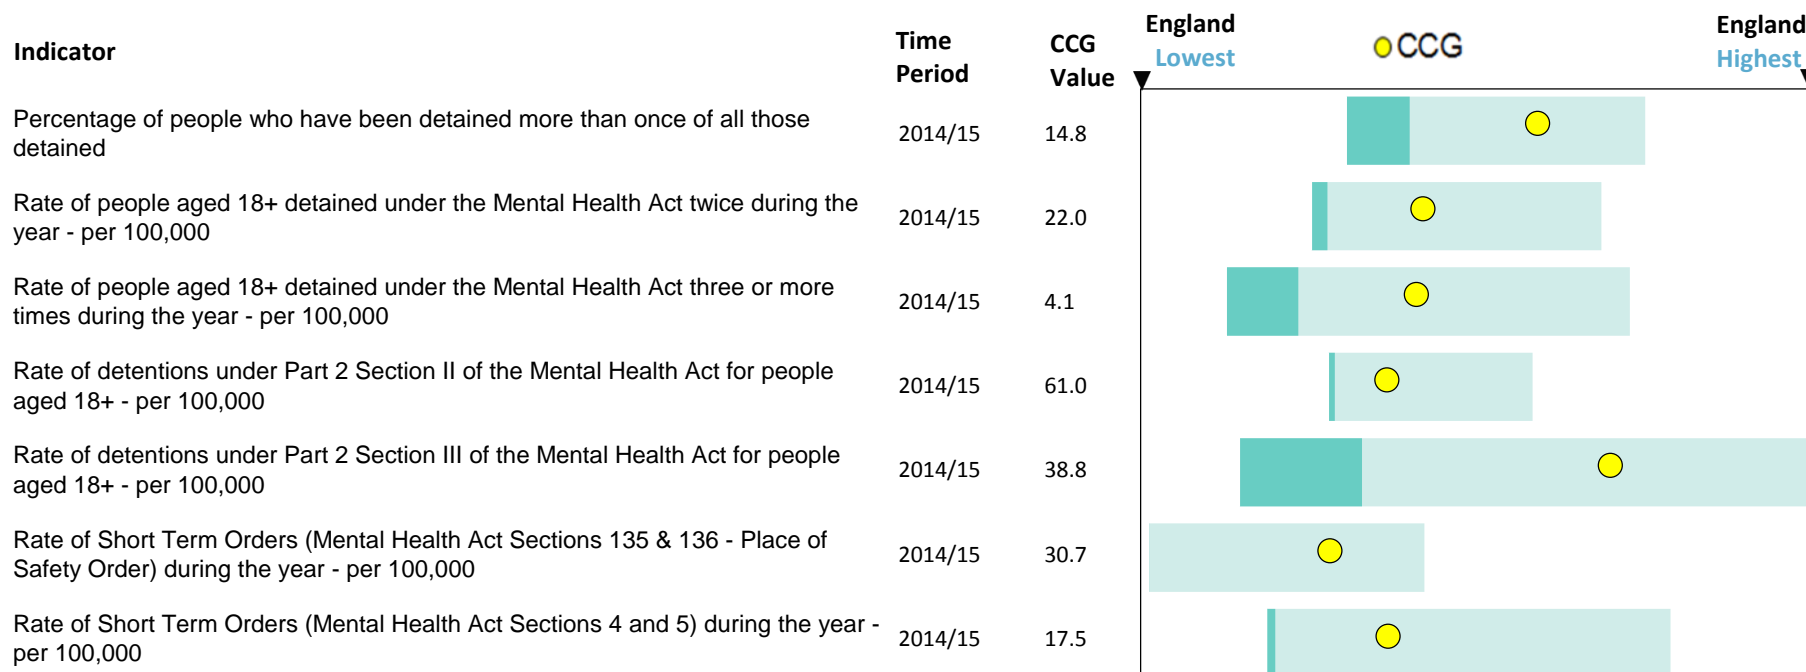 Indicator
Time
Period
CCG
Value
England
Lowest
CCG
England
Highest
Percentage of people who have been detained more than once of all those
detained
2014/15
14.8
Rate of people aged 18+ detained under the Mental Health Act twice during the
year - per 100,000
2014/15
22.0
Rate of people aged 18+ detained under the Mental Health Act three or more
times during the year - per 100,000
2014/15
4.1
Rate of detentions under Part 2 Section II of the Mental Health Act for people
aged 18+ - per 100,000
2014/15
61.0
Rate of detentions under Part 2 Section III of the Mental Health Act for people
aged 18+ - per 100,000
2014/15
38.8
Rate of Short Term Orders (Mental Health Act Sections 135 & 136 - Place of
Safety Order) during the year - per 100,000
2014/15
30.7
Rate of Short Term Orders (Mental Health Act Sections 4 and 5) during the year -
per 100,000
2014/15
17.5